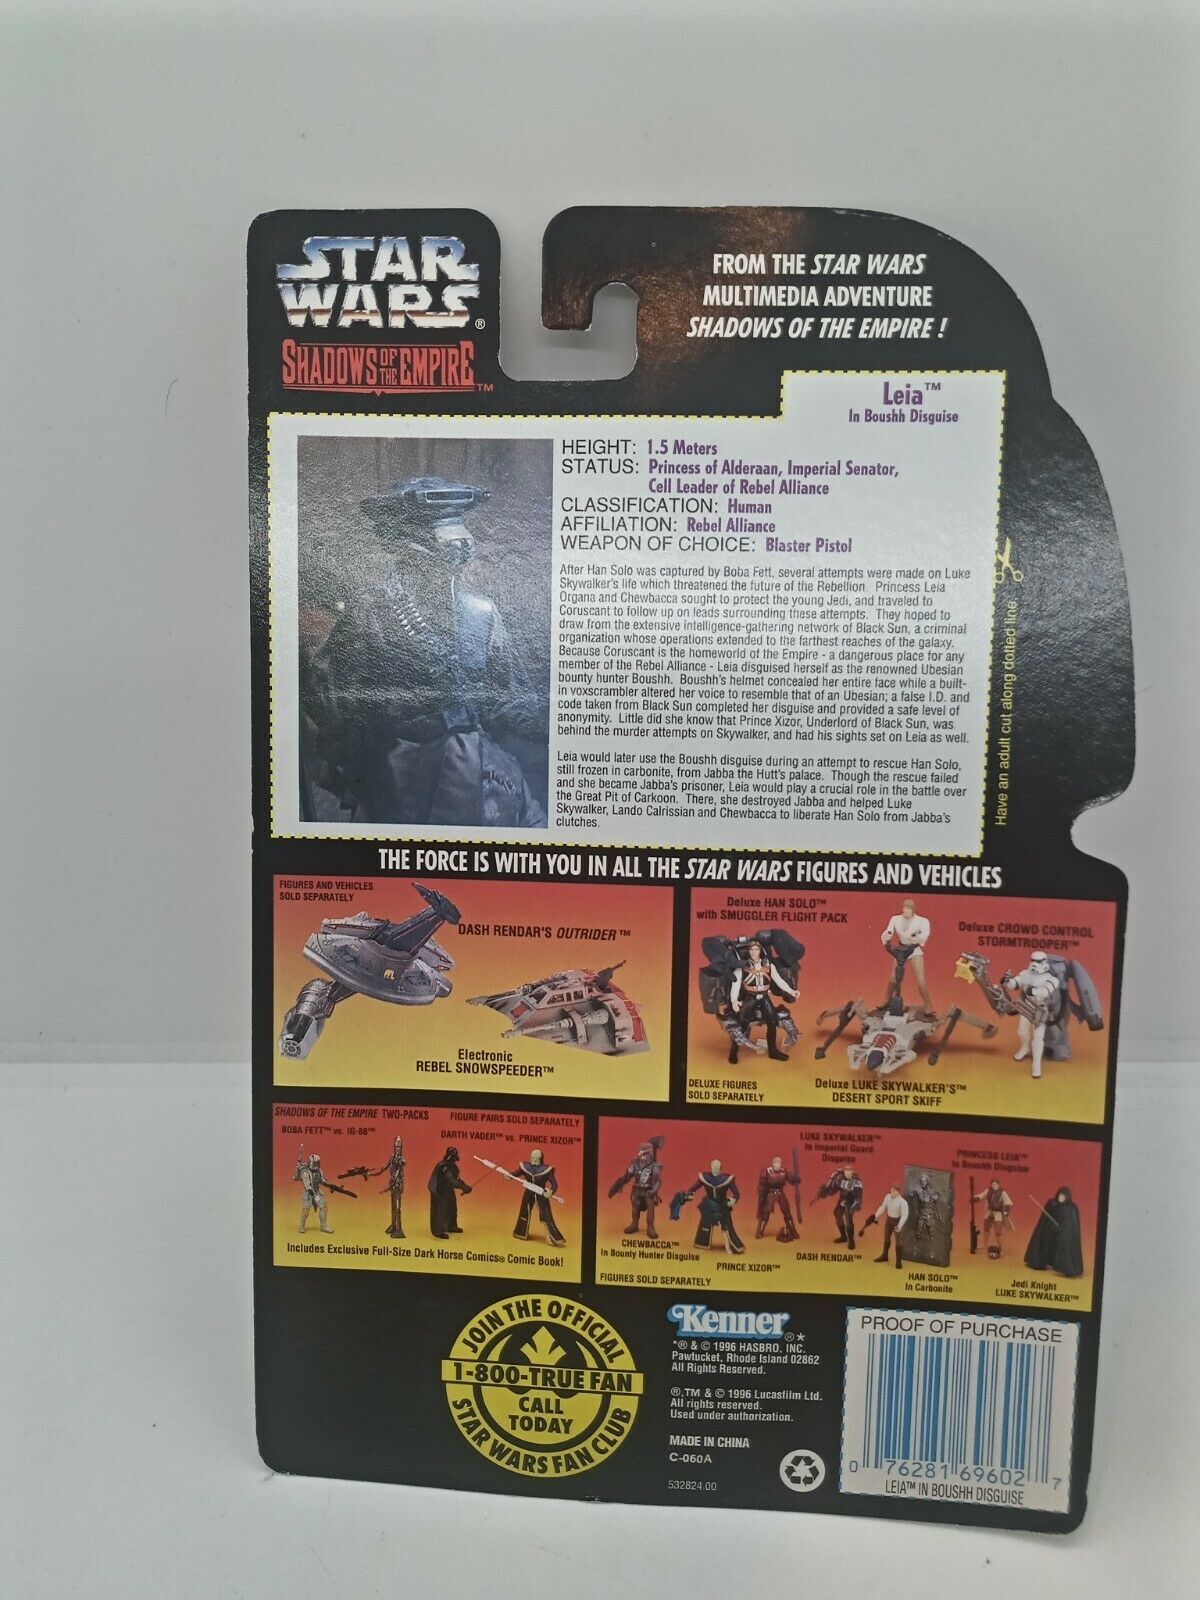 STAR
WARS®
SHADOWS OF THE EMPIRE™
FROM THE STAR WARS
MULTIMEDIA ADVENTURE
SHADOWS OF THE EMPIRE !
Leia™
In Boushh Disguise
HEIGHT: 1.5 Meters
STATUS: Princess of Alderaan, Imperial Senator,
Cell Leader of Rebel Alliance
CLASSIFICATION: Human
AFFILIATION: Rebel Alliance
WEAPON OF CHOICE: Blaster Pistol
After Han Solo was captured by Boba Fett, several attempts were made on Luke
Skywalker's life which threatened the future of the Rebellion. Princess Leia
Organa and Chewbacca sought to protect the young Jedi, and traveled to
Coruscant to follow up on leads surrounding these attempts. They hoped to
draw from the extensive intelligence-gathering network of Black Sun, a criminal
organization whose operations extended to the farthest reaches of the galaxy.
Because Coruscant is the homeworld of the Empire - a dangerous place for any
member of the Rebel Alliance - Leia disguised herself as the renowned Ubesian
bounty hunter Boushh. Boushh's helmet concealed her entire face while a built-
in voxscrambler altered her voice to resemble that of an Ubesian; a false I.D. and
code taken from Black Sun completed her disguise and provided a safe level of
anonymity. Little did she know that Prince Xizor, Underlord of Black Sun, was
behind the murder attempts on Skywalker, and had his sights set on Leia as well.
Leia would later use the Boushh disguise during an attempt to rescue Han Solo,
still frozen in carbonite, from Jabba the Hutt's palace. Though the rescue failed
and she became Jabba's prisoner, Leia would play a crucial role in the battle over
the Great Pit of Carkoon. There, she destroyed Jabba and helped Luke
Skywalker, Lando Calrissian and Chewbacca to liberate Han Solo from Jabba's
clutches.
Have an adult cut along dotted line.
THE FORCE IS WITH YOU IN ALL THE STAR WARS FIGURES AND VEHICLES
FIGURES AND VEHICLES
SOLD SEPARATELY
DASH RENDAR'S OUTRIDER™
Electronic
REBEL SNOWSPEEDER™
Deluxe HAN SOLO™
with SMUGGLER FLIGHT PACK
Deluxe CROWD CONTROL
STORMTROOPER™
DELUXE FIGURES
SOLD SEPARATELY
Deluxe LUKE SKYWALKER'S™
DESERT SPORT SKIFF
SHADOWS OF THE EMPIRE TWO-PACKS
FIGURE PAIRS SOLD SEPARATELY
BOBA FETT™ vs. IG-88™
DARTH VADER™ vs. PRINCE XIZOR™
Includes Exclusive Full-Size Dark Horse Comics® Comic Book!
LUKE SKYWALKER™
In Imperial Guard
Disguise
PRINCESS LEIA™
In Boushh Disguise
CHEWBACCA™
In Bounty Hunter Disguise
PRINCE XIZOR™
DASH RENDAR™
HAN SOLO™
In Carbonite
Jedi Knight
LUKE SKYWALKER™
FIGURES SOLD SEPARATELY
JOIN THE OFFICIAL
1-800-TRUE FAN
CALL
TODAY
STAR WARS FAN CLUB
Kenner®*
*® & © 1996 HASBRO, INC.
Pawtucket, Rhode Island 02862
All Rights Reserved.
®,TM & © 1996 Lucasfilm Ltd.
All rights reserved.
Used under authorization.
MADE IN CHINA
C-060A
532824.00
PROOF OF PURCHASE
0 76281 69602 7
LEIA™ IN BOUSHH DISGUISE